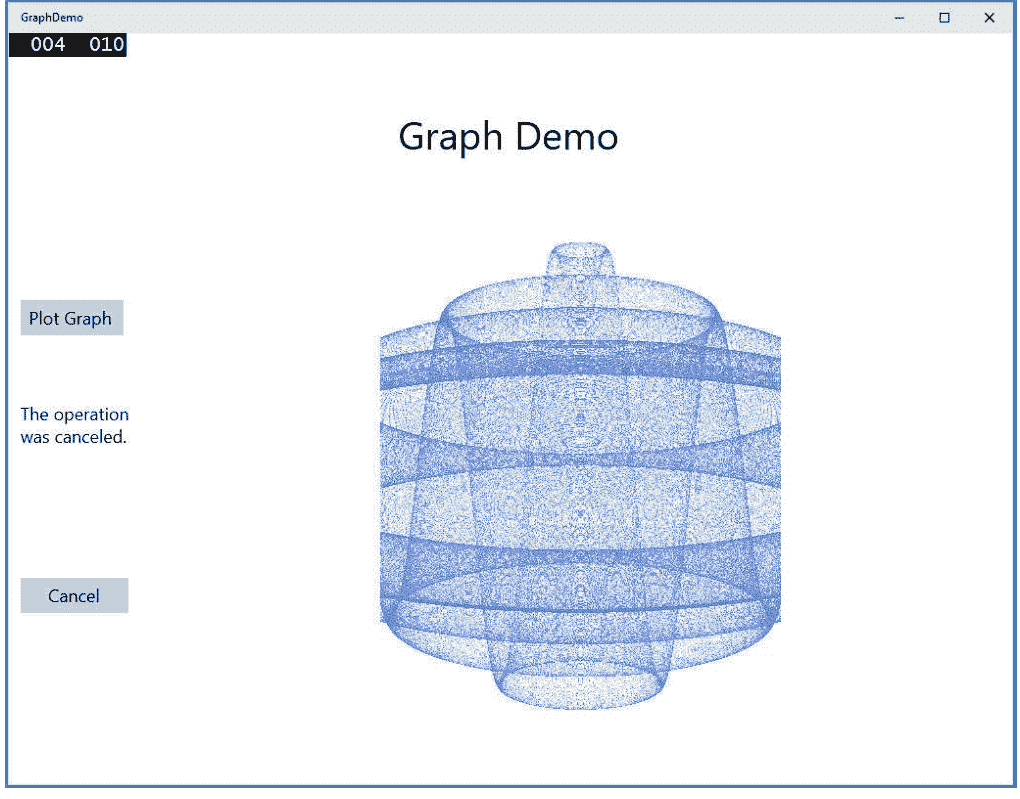 GraphDemo
004 010
Graph Demo
Plot Graph
The operation
was canceled.
Cancel